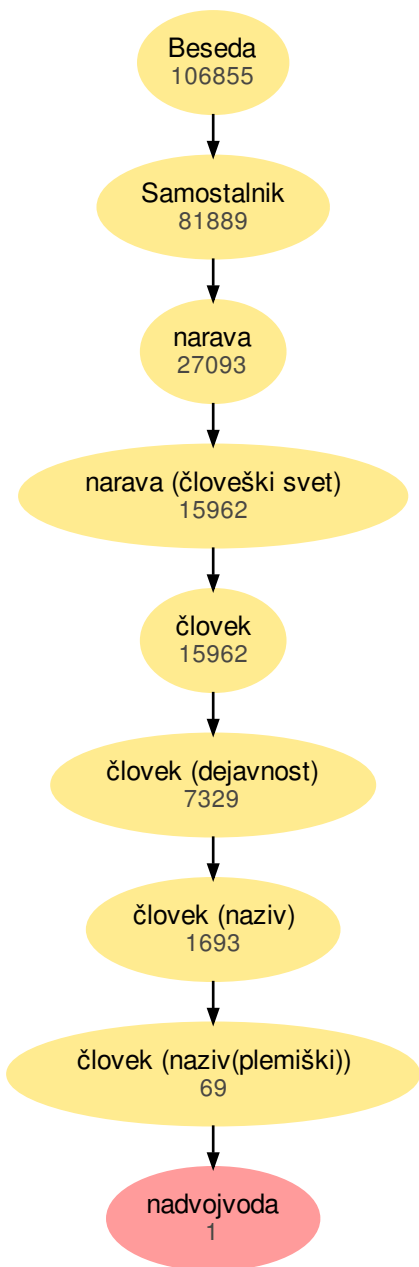 Beseda
106855
Samostalnik
81889
narava
27093
narava (človeški svet)
15962
človek
15962
človek (dejavnost)
7329
človek (naziv)
1693
človek (naziv(plemiški))
69
nadvojvoda
1